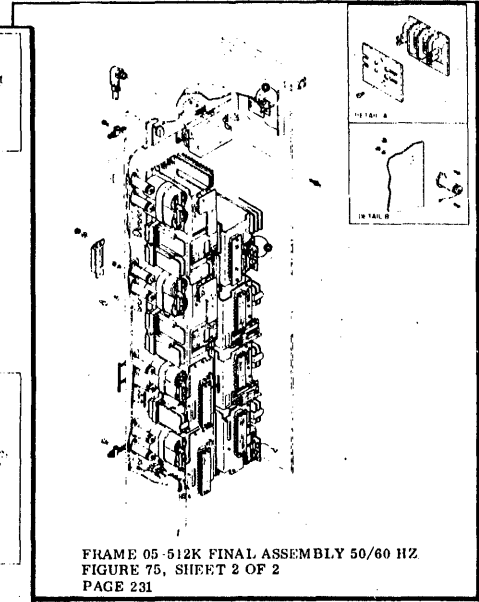 DETAIL A
DETAIL B
FRAME 05-512K FINAL ASSEMBLY 50/60 HZ
FIGURE 75, SHEET 2 OF 2
PAGE 231